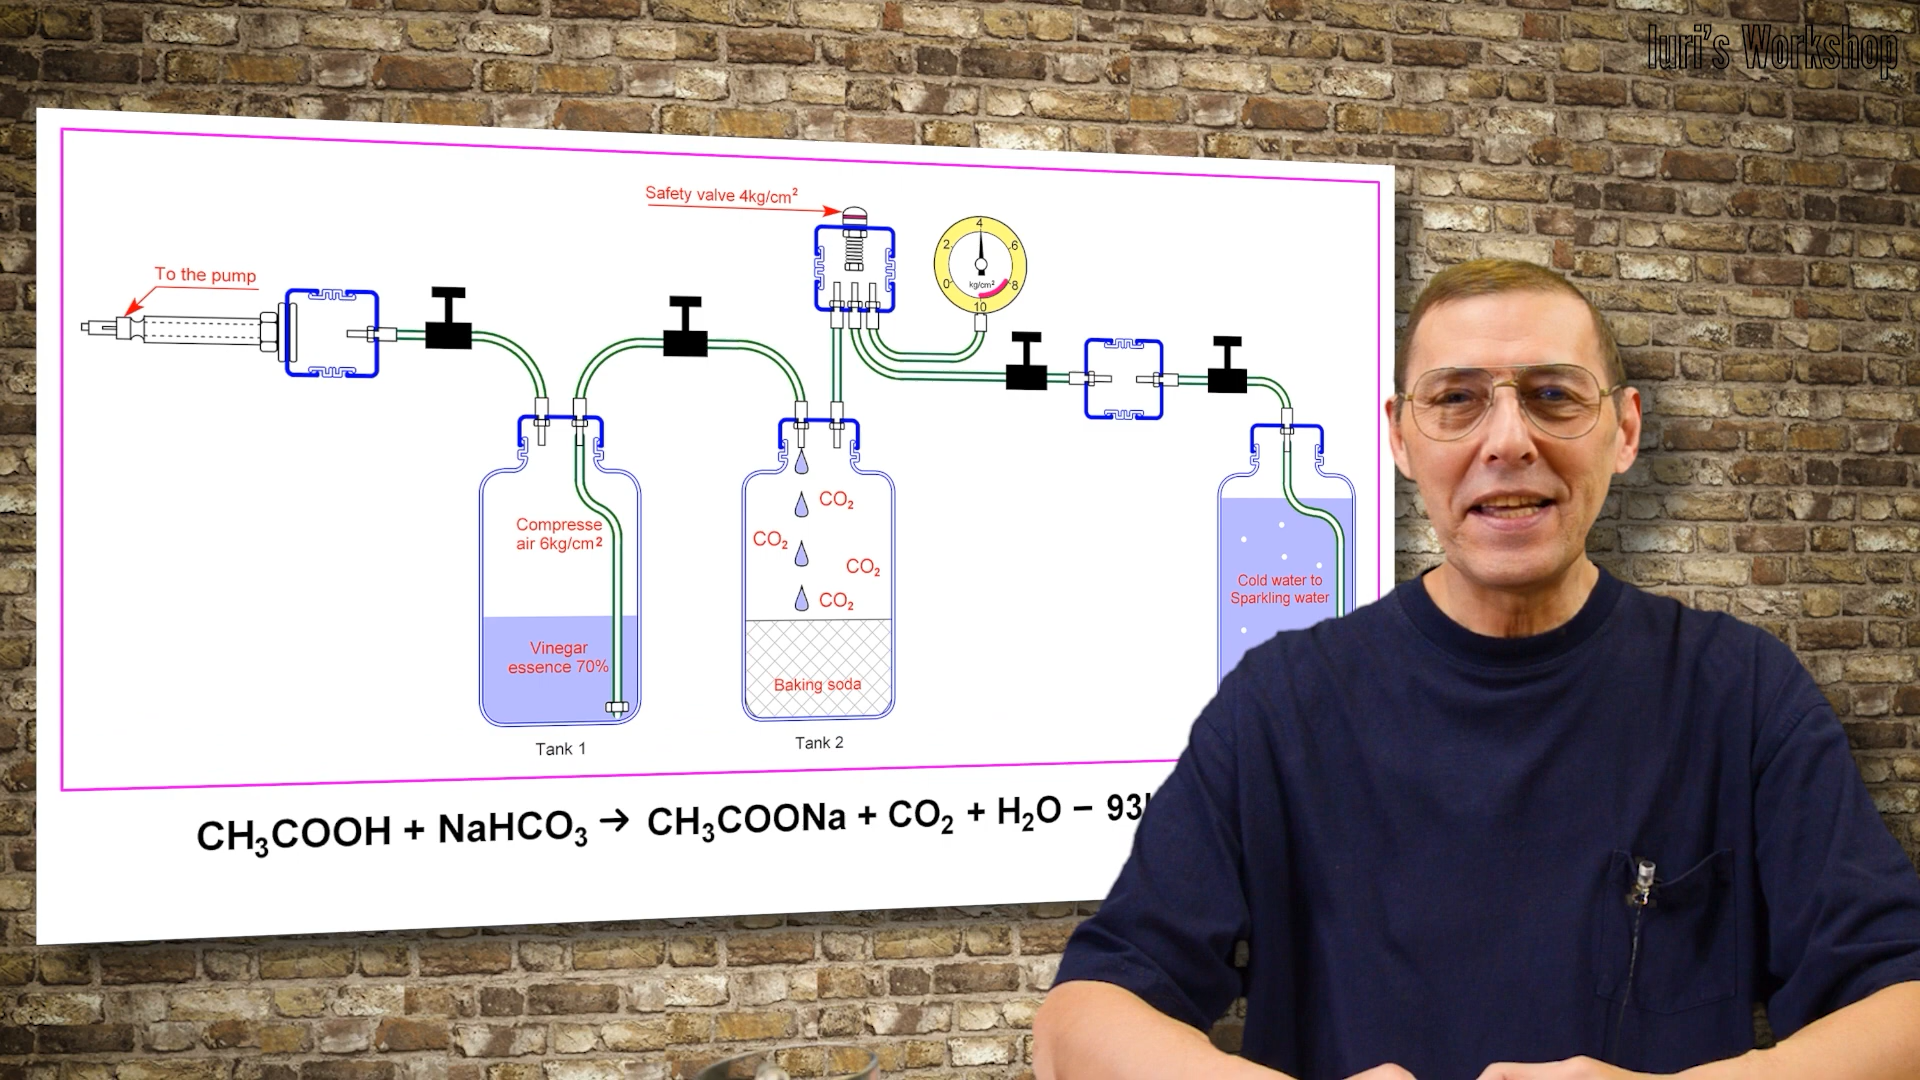 Iuri's Workshop
Safety valve 4kg/cm²
To the pump
4
2
6
0
kg/cm²
8
10
Compresse
air 6kg/cm²
CO₂
CO₂
CO₂
CO₂
Cold water to
Sparkling water
Vinegar
essence 70%
Baking soda
Tank 1
Tank 2
CH₃COOH + NaHCO₃ → CH₃COONa + CO₂ + H₂O − 93